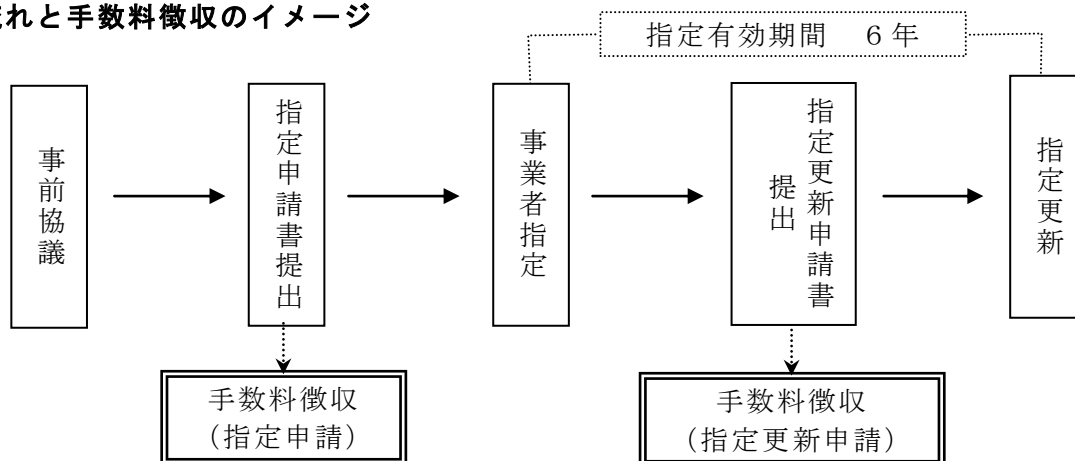 れと手数料徴収のイメージ
指定有効期間　６年
事前協議
指定申請書提出
事業者指定
指定更新申請書
提出
指定更新
手数料徴収
（指定申請）
手数料徴収
（指定更新申請）